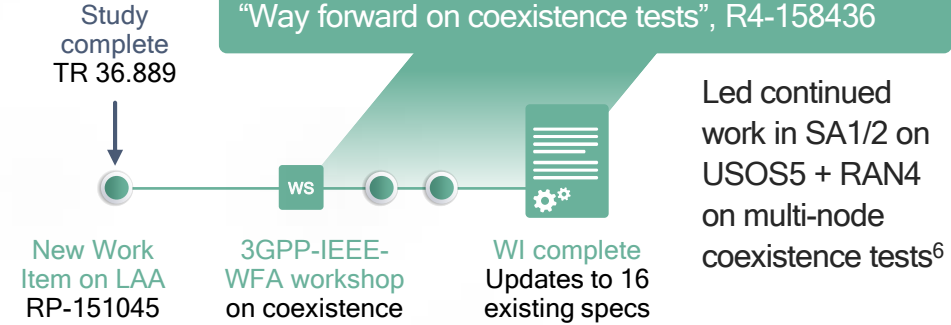 "Way forward on coexistence tests", R4-158436
Study
complete
TR 36.889
WS
New Work
Item on LAA
RP-151045
3GPP-IEEE-
WFA workshop
on coexistence
WI complete
Updates to 16
existing specs
Led continued
work in SA1/2 on
USOS5 + RAN4
on multi-node
coexistence tests⁶